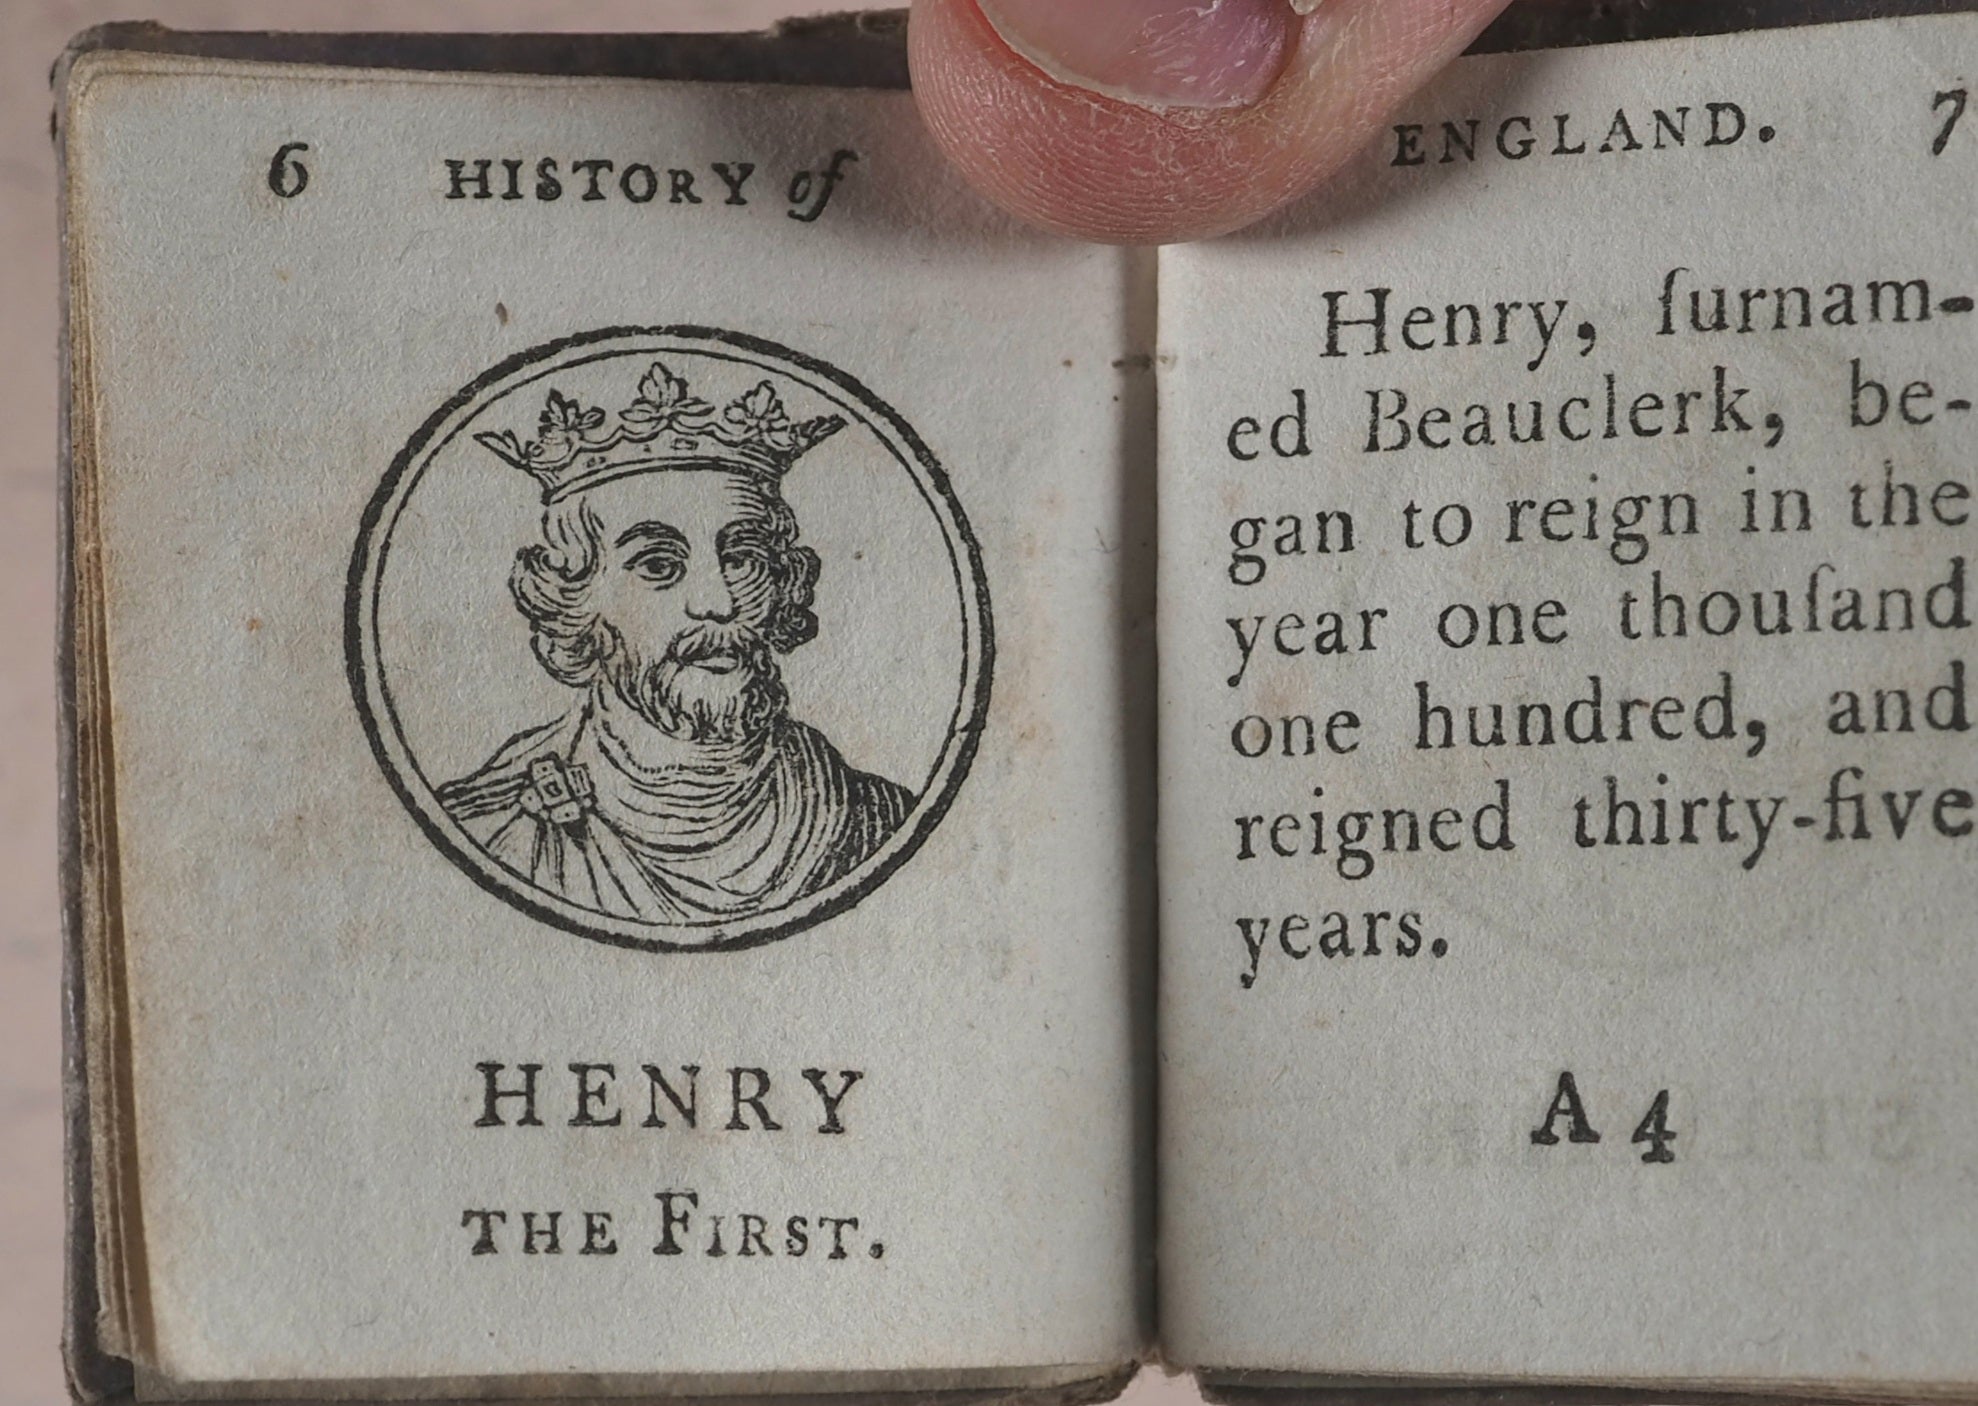 6 HISTORY of
HENRY
THE FIRST.
ENGLAND. 7
Henry, ſurnam-
ed Beauclerk, be-
gan to reign in the
year one thouſand
one hundred, and
reigned thirty-five
years.
A 4